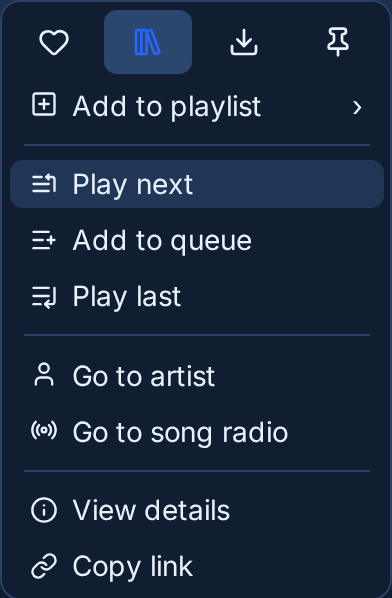 Add to playlist
Play next
Add to queue
Play last
Go to artist
Go to song radio
View details
Copy link